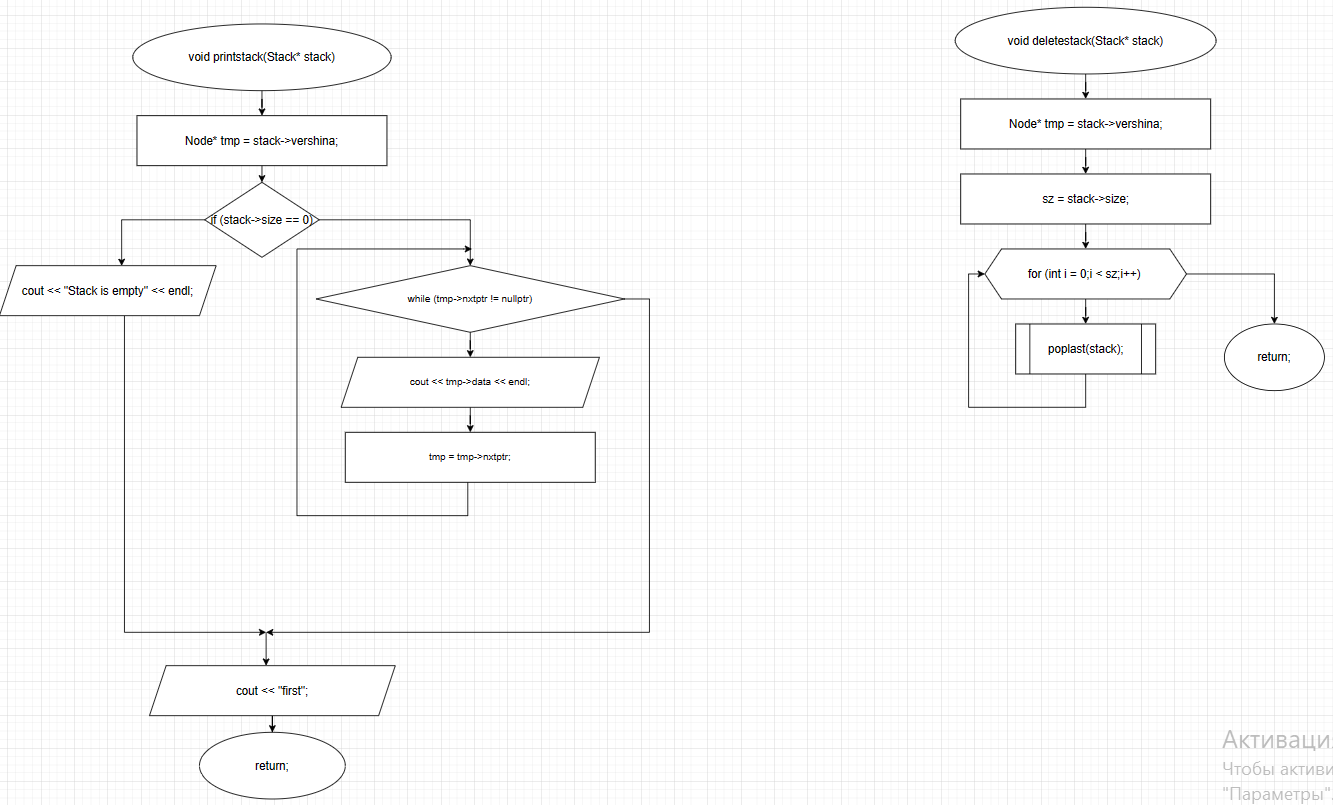 void printstack(Stack* stack)
Node* tmp = stack->vershina;
if (stack->size == 0)
cout << "Stack is empty" << endl;
while (tmp->nxtptr != nullptr)
cout << tmp->data << endl;
tmp = tmp->nxtptr;
cout << "first";
return;
void deletestack(Stack* stack)
Node* tmp = stack->vershina;
sz = stack->size;
for (int i = 0;i < sz;i++)
poplast(stack);
return;
Активаци
Чтобы активи
"Параметры".